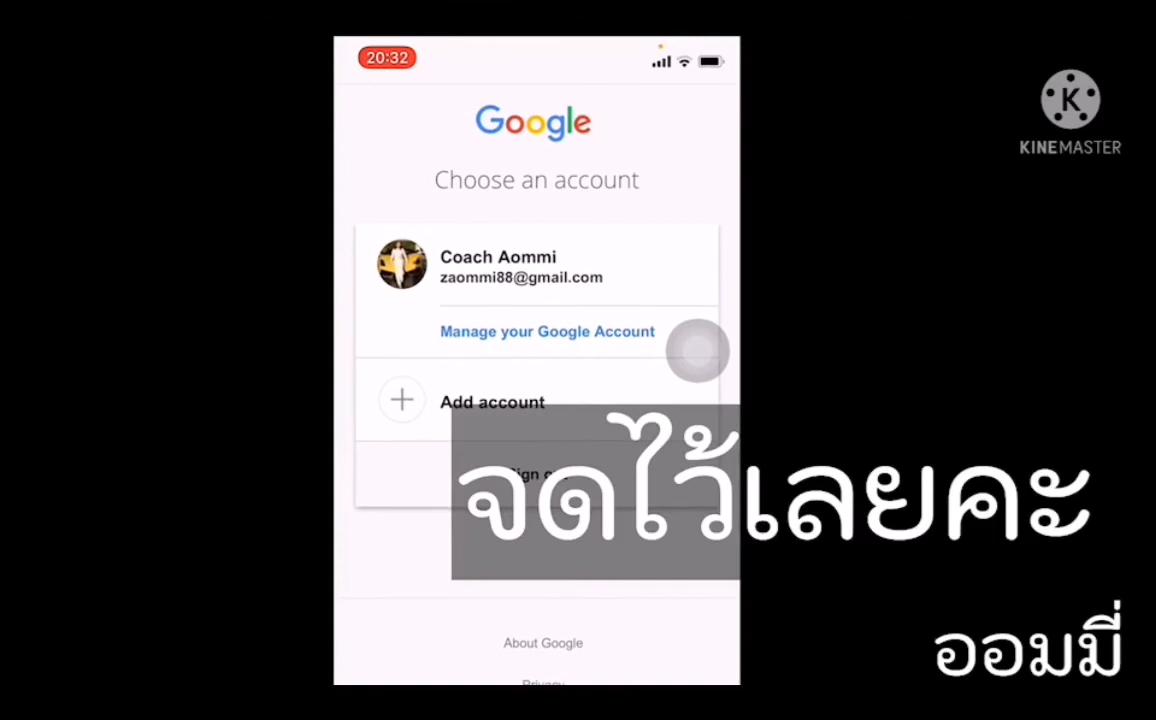 20:32
Google
Choose an account
K
KINEMASTER
Coach Aommi
zaommi88@gmail.com
Manage your Google Account
Add account
จดไว้เลยคะ
ออมมี่
About Google